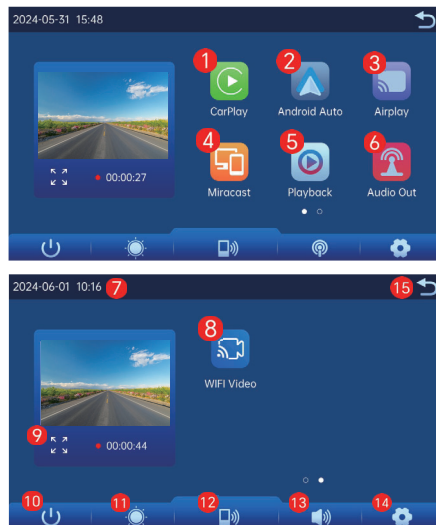 2024-05-31 15:48
1 2 3
CarPlay Android Auto Airplay
4 5 6
Miracast Playback Audio Out
00:00:27
2024-06-01 10:16 7 15
8
WIFI Video
9
00:00:44
10 11 12 13 14